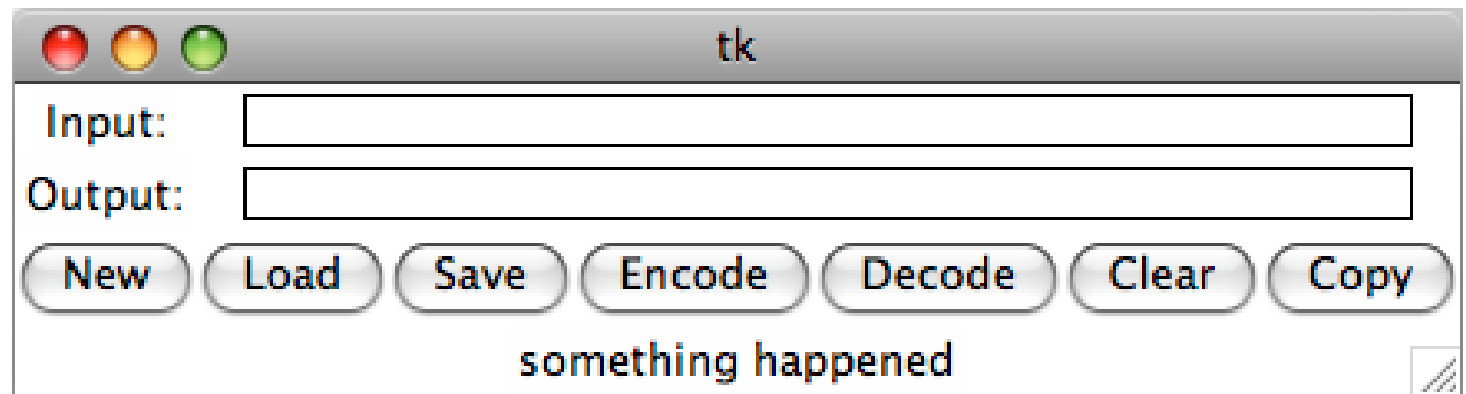 tk
Input:
Output:
New Load Save Encode Decode Clear Copy
something happened